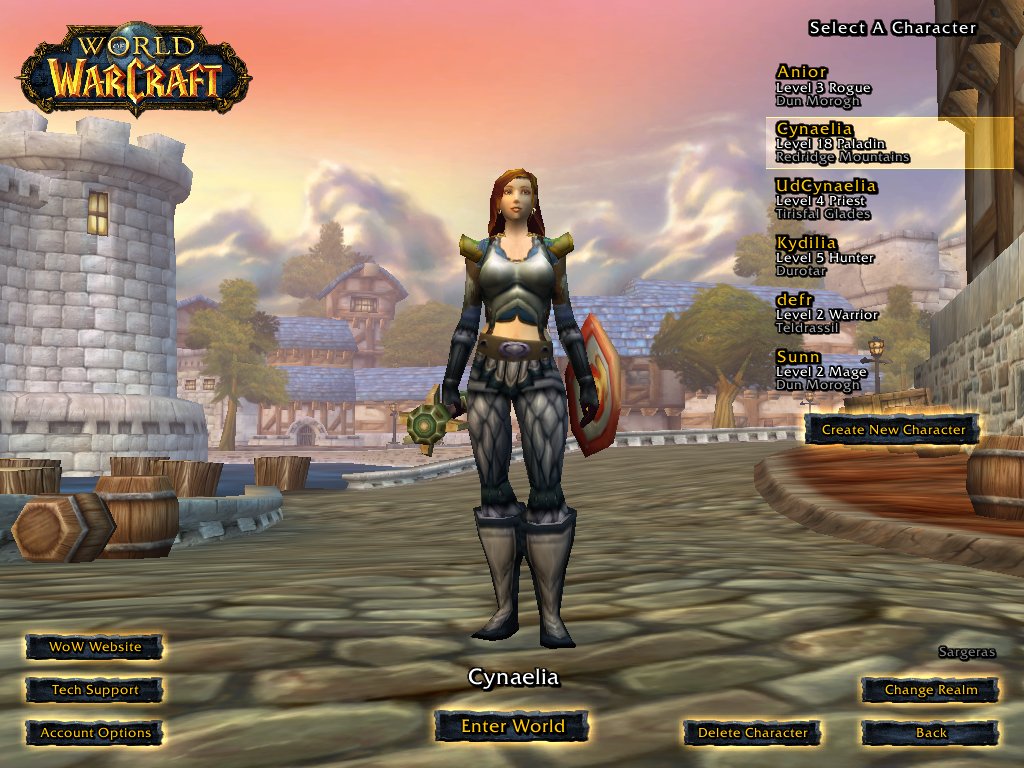 WORLD
OF
WARCRAFT
Select A Character
Anior
Level 3 Rogue
Dun Morogh
Cynaelia
Level 18 Paladin
Redridge Mountains
UdCynaelia
Level 4 Priest
Tirisfal Glades
Kydilia
Level 5 Hunter
Durotar
defr
Level 2 Warrior
Teldrassil
Sunn
Level 2 Mage
Dun Morogh
Create New Character
WoW Website
Tech Support
Account Options
Cynaelia
Enter World
Sargeras
Change Realm
Delete Character
Back